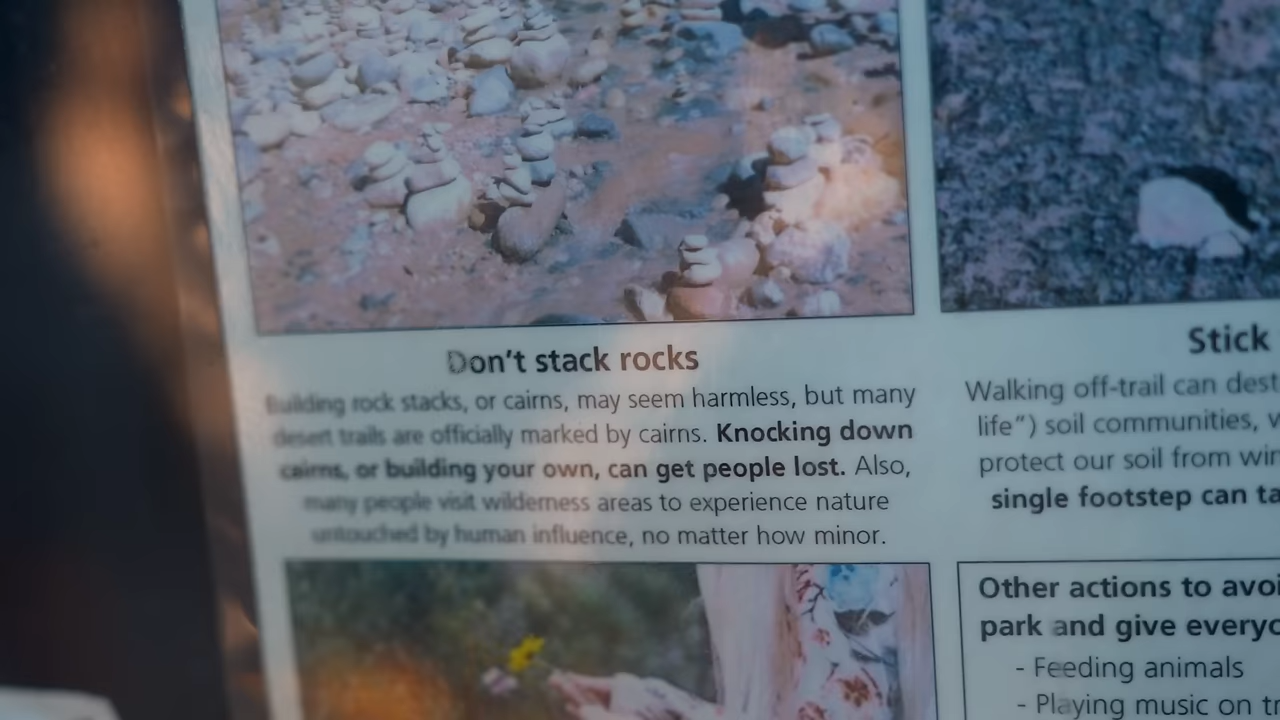 Don't stack rocks
Building rock stacks, or cairns, may seem harmless, but many
desert trails are officially marked by cairns. Knocking down
cairns, or building your own, can get people lost. Also,
many people visit wilderness areas to experience nature
untouched by human influence, no matter how minor.
Stick
Walking off-trail can dest
life") soil communities, w
protect our soil from win
single footstep can ta
Other actions to avoi
park and give everyo
- Feeding animals
- Playing music on tr